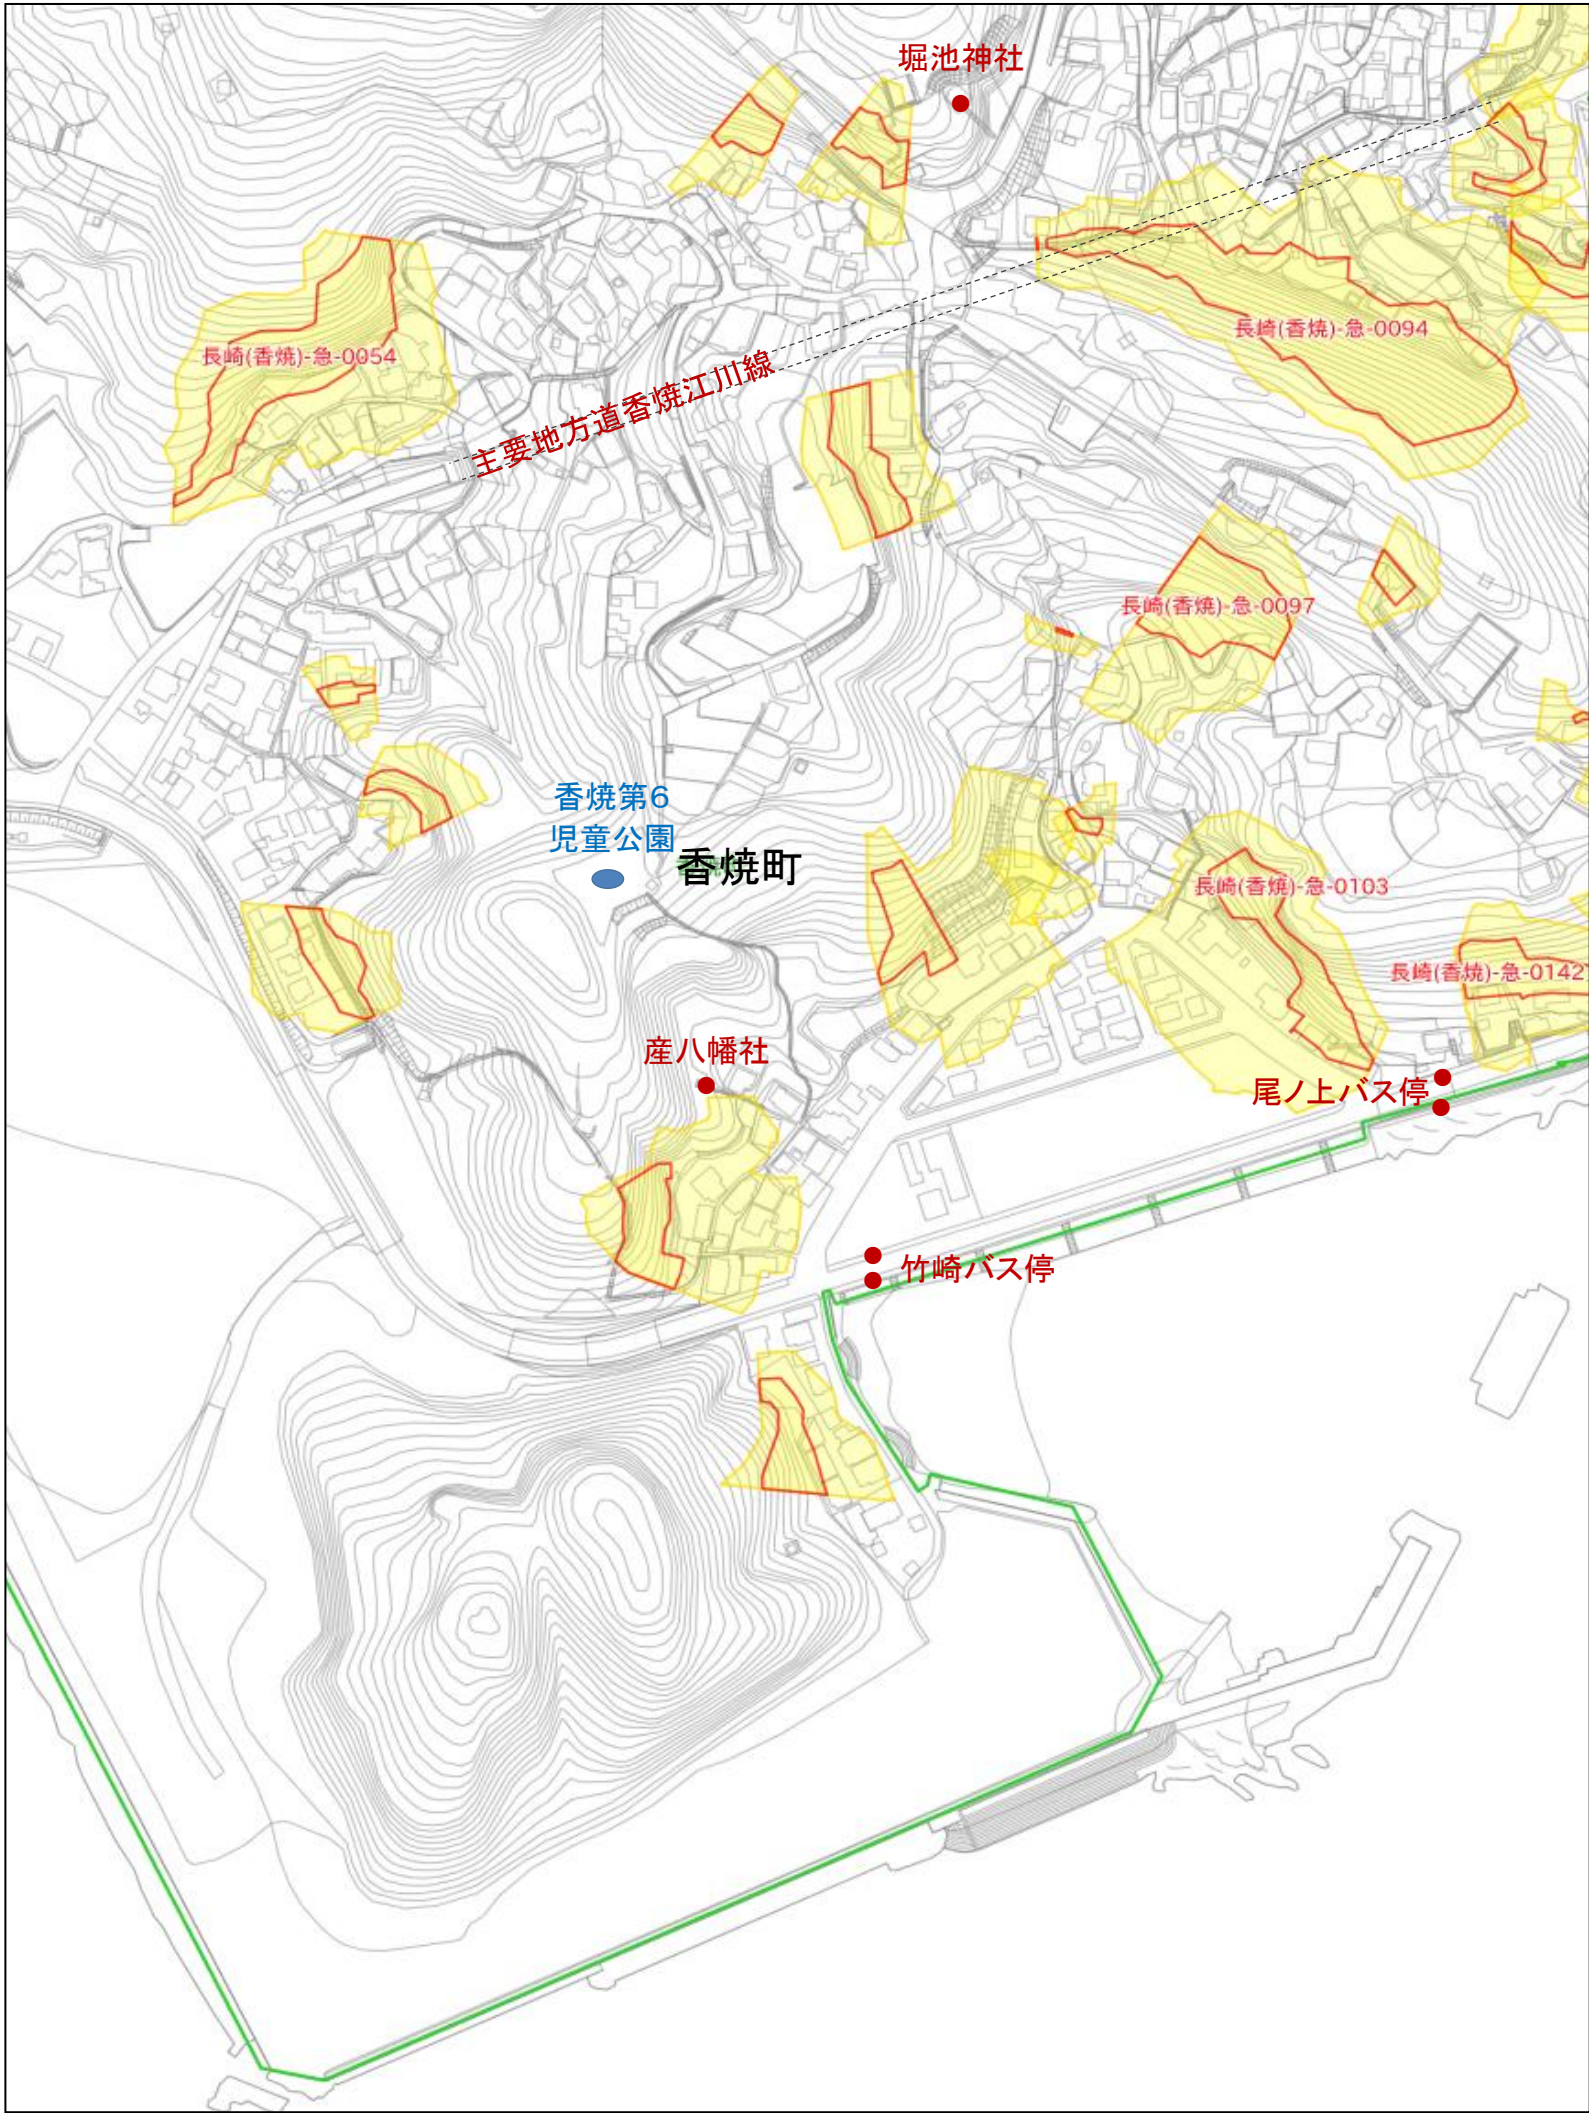 堀池神社
長崎(香焼)-急-0094
長崎(香焼)-急-0054
主要地方道香焼江川線
長崎(香焼)-急-0097
香焼第6
児童公園
香焼町
長崎(香焼)-急-0103
長崎(香焼)-急-0142
産八幡社
尾ノ上バス停
竹崎バス停